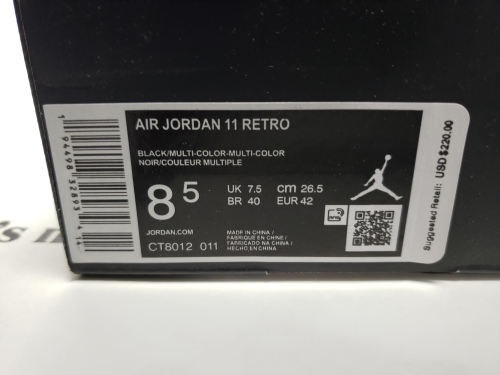 AIR JORDAN 11 RETRO
BLACK/MULTI-COLOR-MULTI-COLOR
NOIR/COULEUR MULTIPLE
8 5
UK 7.5 cm 26.5
BR 40 EUR 42
JORDAN.COM
CT8012 011
MADE IN CHINA /
FABRIQUÉ EN CHINE /
FABRICADO NA CHINA /
HECHO EN CHINA
Suggested Retail: USD $220.00